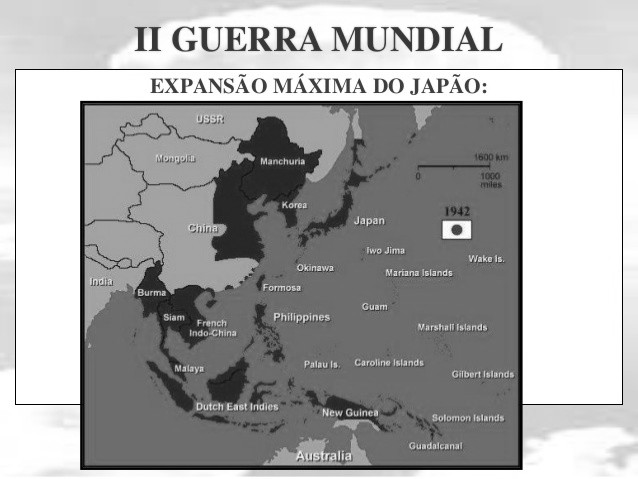 II GUERRA MUNDIAL
EXPANSÃO MÁXIMA DO JAPÃO:
USSR
Mongolia
Manchuria
1600 km
0
1000
miles
Korea
1942
Japan
China
Iwo Jima
Wake Is.
Okinawa
Mariana Islands
India
Burma
Formosa
Guam
Siam
French
Indo-China
Philippines
Marshall Islands
Malaya
Palau Is.
Caroline Islands
Gilbert Islands
Dutch East Indies
New Guinea
Solomon Islands
Guadalcanal
Australia